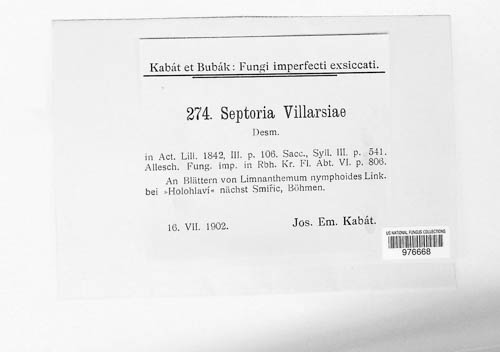 Kabát et Bubák: Fungi imperfecti exsiccati.
274. Septoria Villarsiae
Desm.
in Act. Lill. 1842, III. p. 106. Sacc., Syll. III. p. 541.
Allesch. Fung. imp. in Rbh. Kr. Fl. Abt. VI. p. 806.
An Blättern von Limnanthemum nymphoides Link.
bei »Holohlaví« nächst Smiřic, Böhmen.
16. VII. 1902.
Jos. Em. Kabát.
US NATIONAL FUNGUS COLLECTIONS
976668